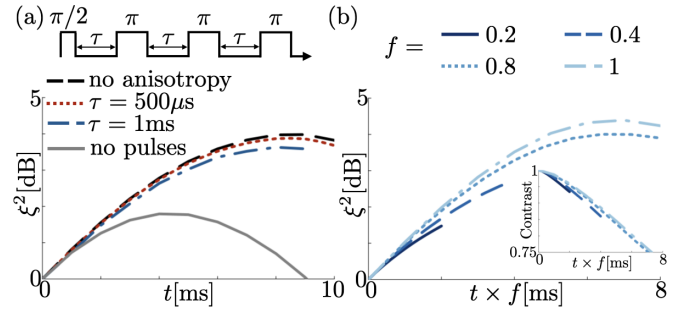 (a) π/2 π π π
τ τ τ
no anisotropy
τ = 500μs
τ = 1ms
no pulses
5
ξ²[dB]
0
0 t[ms] 10
(b) f = 0.2 0.4
0.8 1
5
ξ²[dB]
0
0 t × f[ms] 8
1
Contrast
0.75
0 t × f[ms] 8